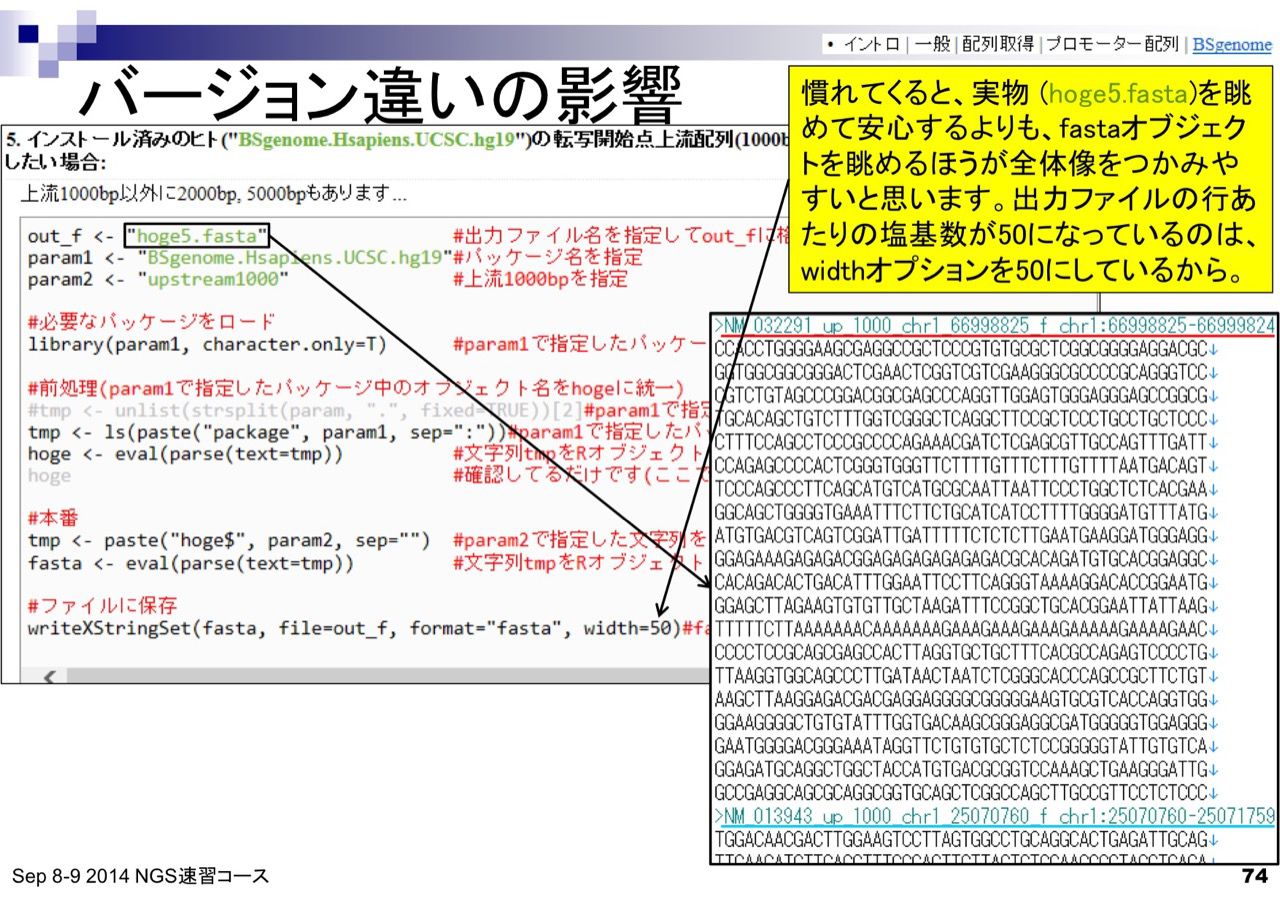 • イントロ | 一般 | 配列取得 | プロモーター配列 | BSgenome
バージョン違いの影響
慣れてくると、実物 (hoge5.fasta)を眺
めて安心するよりも、fastaオブジェク
トを眺めるほうが全体像をつかみや
すいと思います。出力ファイルの行あ
たりの塩基数が50になっているのは、
widthオプションを50にしているから。
5. インストール済みのヒト("BSgenome.Hsapiens.UCSC.hg19")の転写開始点上流配列(1000b
したい場合:
上流1000bp以外に2000bp, 5000bpもあります...
out_f <- "hoge5.fasta" #出力ファイル名を指定してout_fに格
param1 <- "BSgenome.Hsapiens.UCSC.hg19"#パッケージ名を指定
param2 <- "upstream1000" #上流1000bpを指定
#必要なパッケージをロード
library(param1, character.only=T) #param1で指定したパッケー
#前処理(param1で指定したパッケージ中のオブジェクト名をhogeに統一)
#tmp <- unlist(strsplit(param, ".", fixed=TRUE))[2]#param1で指定
tmp <- ls(paste("package", param1, sep=":"))#param1で指定したパッ
hoge <- eval(parse(text=tmp)) #文字列tmpをRオブジェクト
hoge #確認してるだけです(ここで
#本番
tmp <- paste("hoge$", param2, sep="") #param2で指定した文字列を
fasta <- eval(parse(text=tmp)) #文字列tmpをRオブジェクト
#ファイルに保存
writeXStringSet(fasta, file=out_f, format="fasta", width=50)#fa
>NM_032291_up_1000_chr1_66998825_f chr1:66998825-66999824
CCACCTGGGGAAGCGAGGCCGCTCCCGTGTGCGCTCGGCGGGGAGGACGC↓
GGTGGCGGCGGGACTCGAACTCGGTCGTCGAAGGGCGCCCCGCAGGGTCC↓
CGTCTGTAGCCCGGACGGCGAGCCCAGGTTGGAGTGGGAGGGAGCCGGCG↓
TGCACAGCTGTCTTTGGTCGCGGGCTCAGGCTTCGCTCCCTGCTGCTCCC↓
CTTTCCAGCCTCCCGCCCCAGAAACGATCTCGAGCGTTGCCAGTTTGATT↓
CCAGAGCCCCACTCGGGTGGGTTCTTTTGTTTCTTTGTTTTAATGACAGT↓
TCCCAGCCCTTCAGCATGTCATGCGCAATTAATTCCCTGGCTCTCACGAA↓
GGCAGCTGGGGTGAAATTTCTTCTGCATCATCCTTTTGGGGATGTTTATG↓
ATGTGACGTCAGTCGGATTGATTTTTCTCTCTTGAATGAAGGATGGGAGG↓
GGAGAAAGAGAGACGGAGAGAGAGAGAGAGACGCACAGATGTGCACGGAGGC↓
CACAGACACTGACATTTGGAATTCCTTCAGGGTAAAAGGACACCGGAATG↓
GGAGCTTAGAAGTGTGTTGCTAAGATTTCCGGCTGCACGGAATTATTAAG↓
TTTTTCTTAAAAAAAACAAAAAAAGAAAGAAAGAAAGAAAAAGAAAAGAAC↓
CCCCTCCGCAGCGAGCCACTTAGGTGCTGCTTTCACGCCAGAGTCCCCTG↓
TTAAGGTGGCAGCCCTTGATAACTAATCTCGGGCACCCAGCCGCTTCTGT↓
AAGCTTAAGGAGACGACGAGGAGGGGCGGGGGAAGTGCGTCACCAGGTGG↓
GGAAGGGGCTGTGTATTTGGTGACAAGCGGGAGGCGATGGGGGTGGAGGG↓
GAATGGGGACGGGAAATAGGTTCTGTGTGCTCTCCGGGGGTATTGTGTCA↓
GGAGATGCAGGCTGGCTACCATGTGACGCGGTCCAAAGCTGAAGGGATTG↓
GCCGAGGCAGCGCAGGCGGTGCAGCTCGGCCAGCTTGCCGTTCCTCTCCC↓
>NM_013943_up_1000_chr1_25070760_f chr1:25070760-25071759
TGGACAACGACTTGGAAGTCCTTAGTGGCCTGCAGGCACTGAGATTGCAG↓
Sep 8-9 2014 NGS速習コース
74